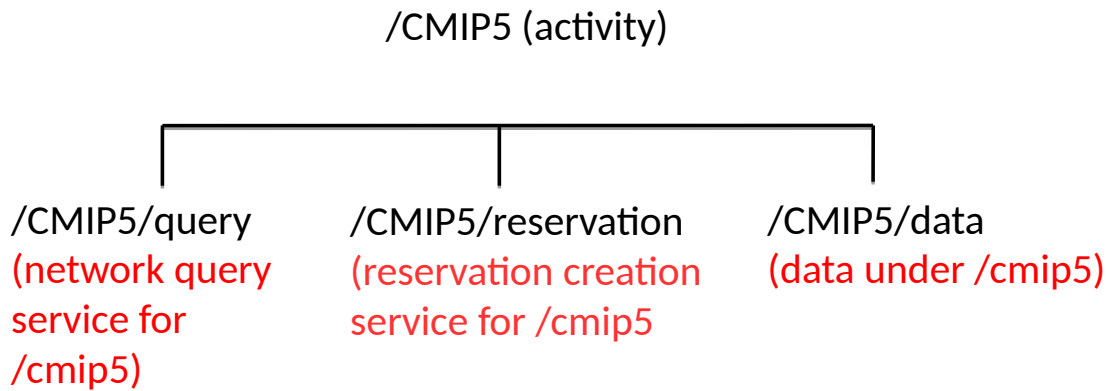 /CMIP5 (activity)
/CMIP5/query
(network query
service for
/cmip5)
/CMIP5/reservation
(reservation creation
service for /cmip5
/CMIP5/data
(data under /cmip5)